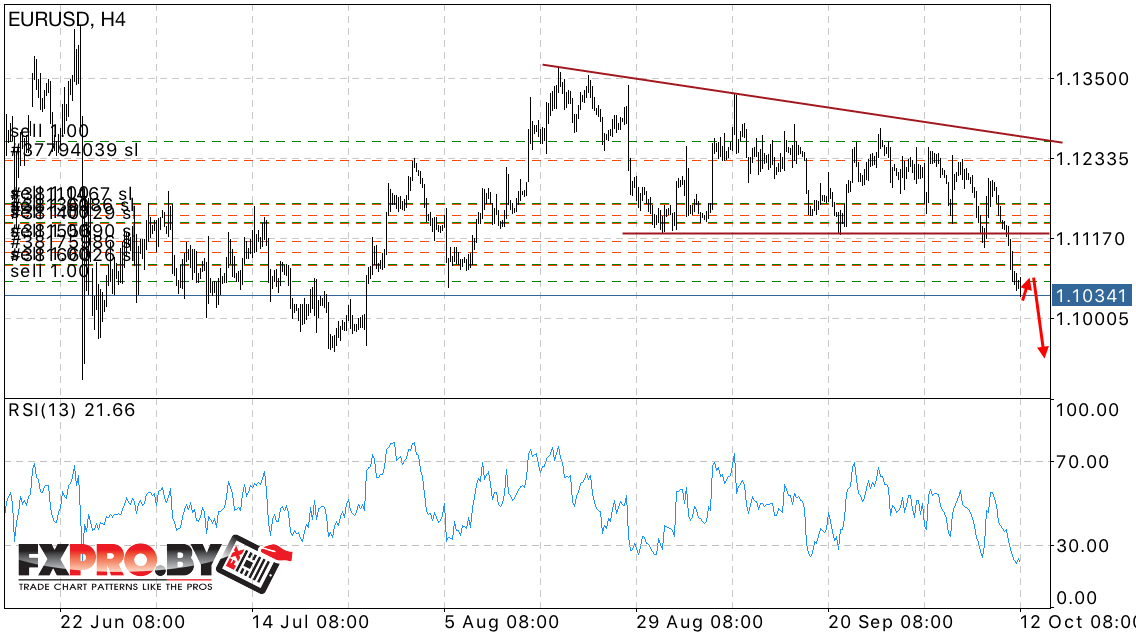 EURUSD, H4
1.13500
sell 1.00
#37794039 sl
1.12335
1.11170
sell 1.00
1.10341
1.10005
RSI(13) 21.66
100.00
70.00
30.00
0.00
FXPRO.BY FX
TRADE CHART PATTERNS LIKE THE PROS
22 Jun 08:00 14 Jul 08:00 5 Aug 08:00 29 Aug 08:00 20 Sep 08:00 12 Oct 08:00